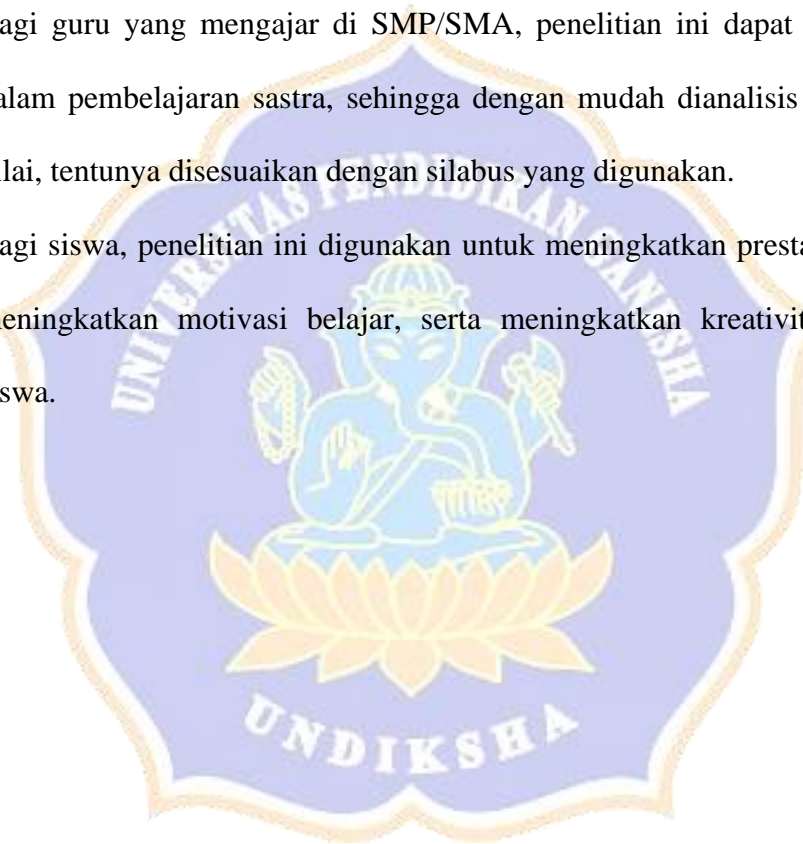 agi guru yang mengajar di SMP/SMA, penelitian ini dapat
alam pembelajaran sastra, sehingga dengan mudah dianalisis
ilai, tentunya disesuaikan dengan silabus yang digunakan.
UNIVERSITAS PENDIDIKAN GANESHA
agi siswa, penelitian ini digunakan untuk meningkatkan presta
eningkatkan motivasi belajar, serta meningkatkan kreativit
swa.
UNDIKSHA